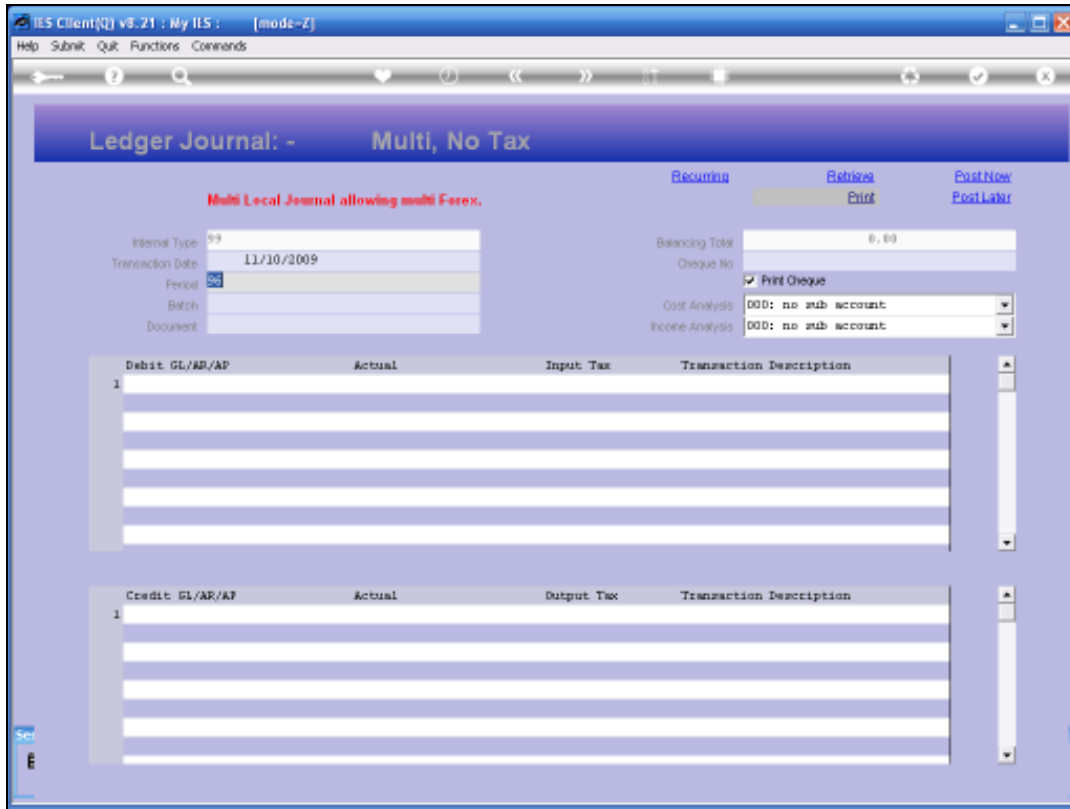 IES Client(Q) v8.21 : My IES : [mode-Z]
Help Submit Quit Functions Commands
Ledger Journal: - Multi, No Tax
Recurring Retrieve Post Now
Multi Local Journal allowing multi Forex. Print Post Later
Internal Type 99 Balancing Total 0.00
Transaction Date 11/10/2009 Cheque No
Period 96 Print Cheque
Batch Cost Analysis 000: no sub account
Document Income Analysis 000: no sub account
Debit GL/AR/AP Actual Input Tax Transaction Description
1
Credit GL/AR/AP Actual Output Tax Transaction Description
1